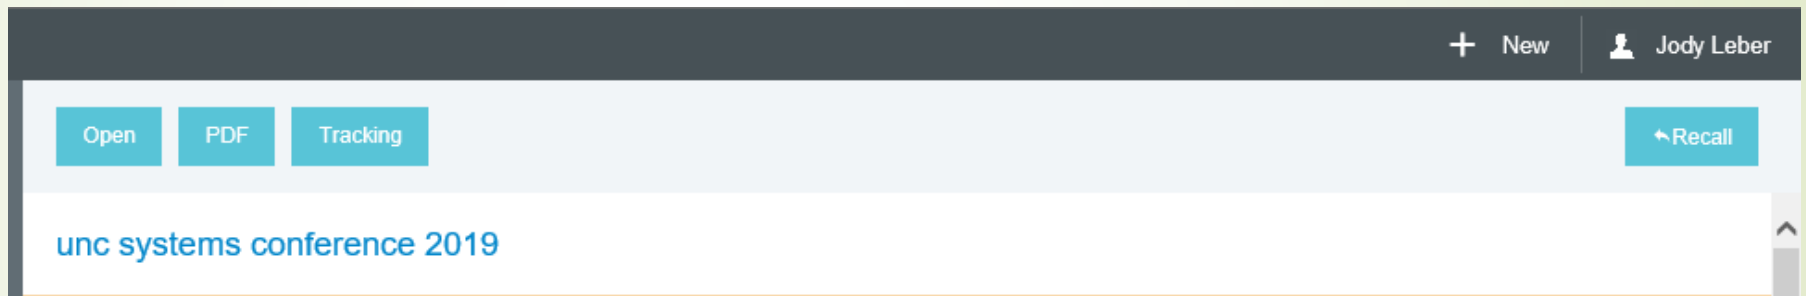 + New Jody Leber
Open PDF Tracking Recall
unc systems conference 2019